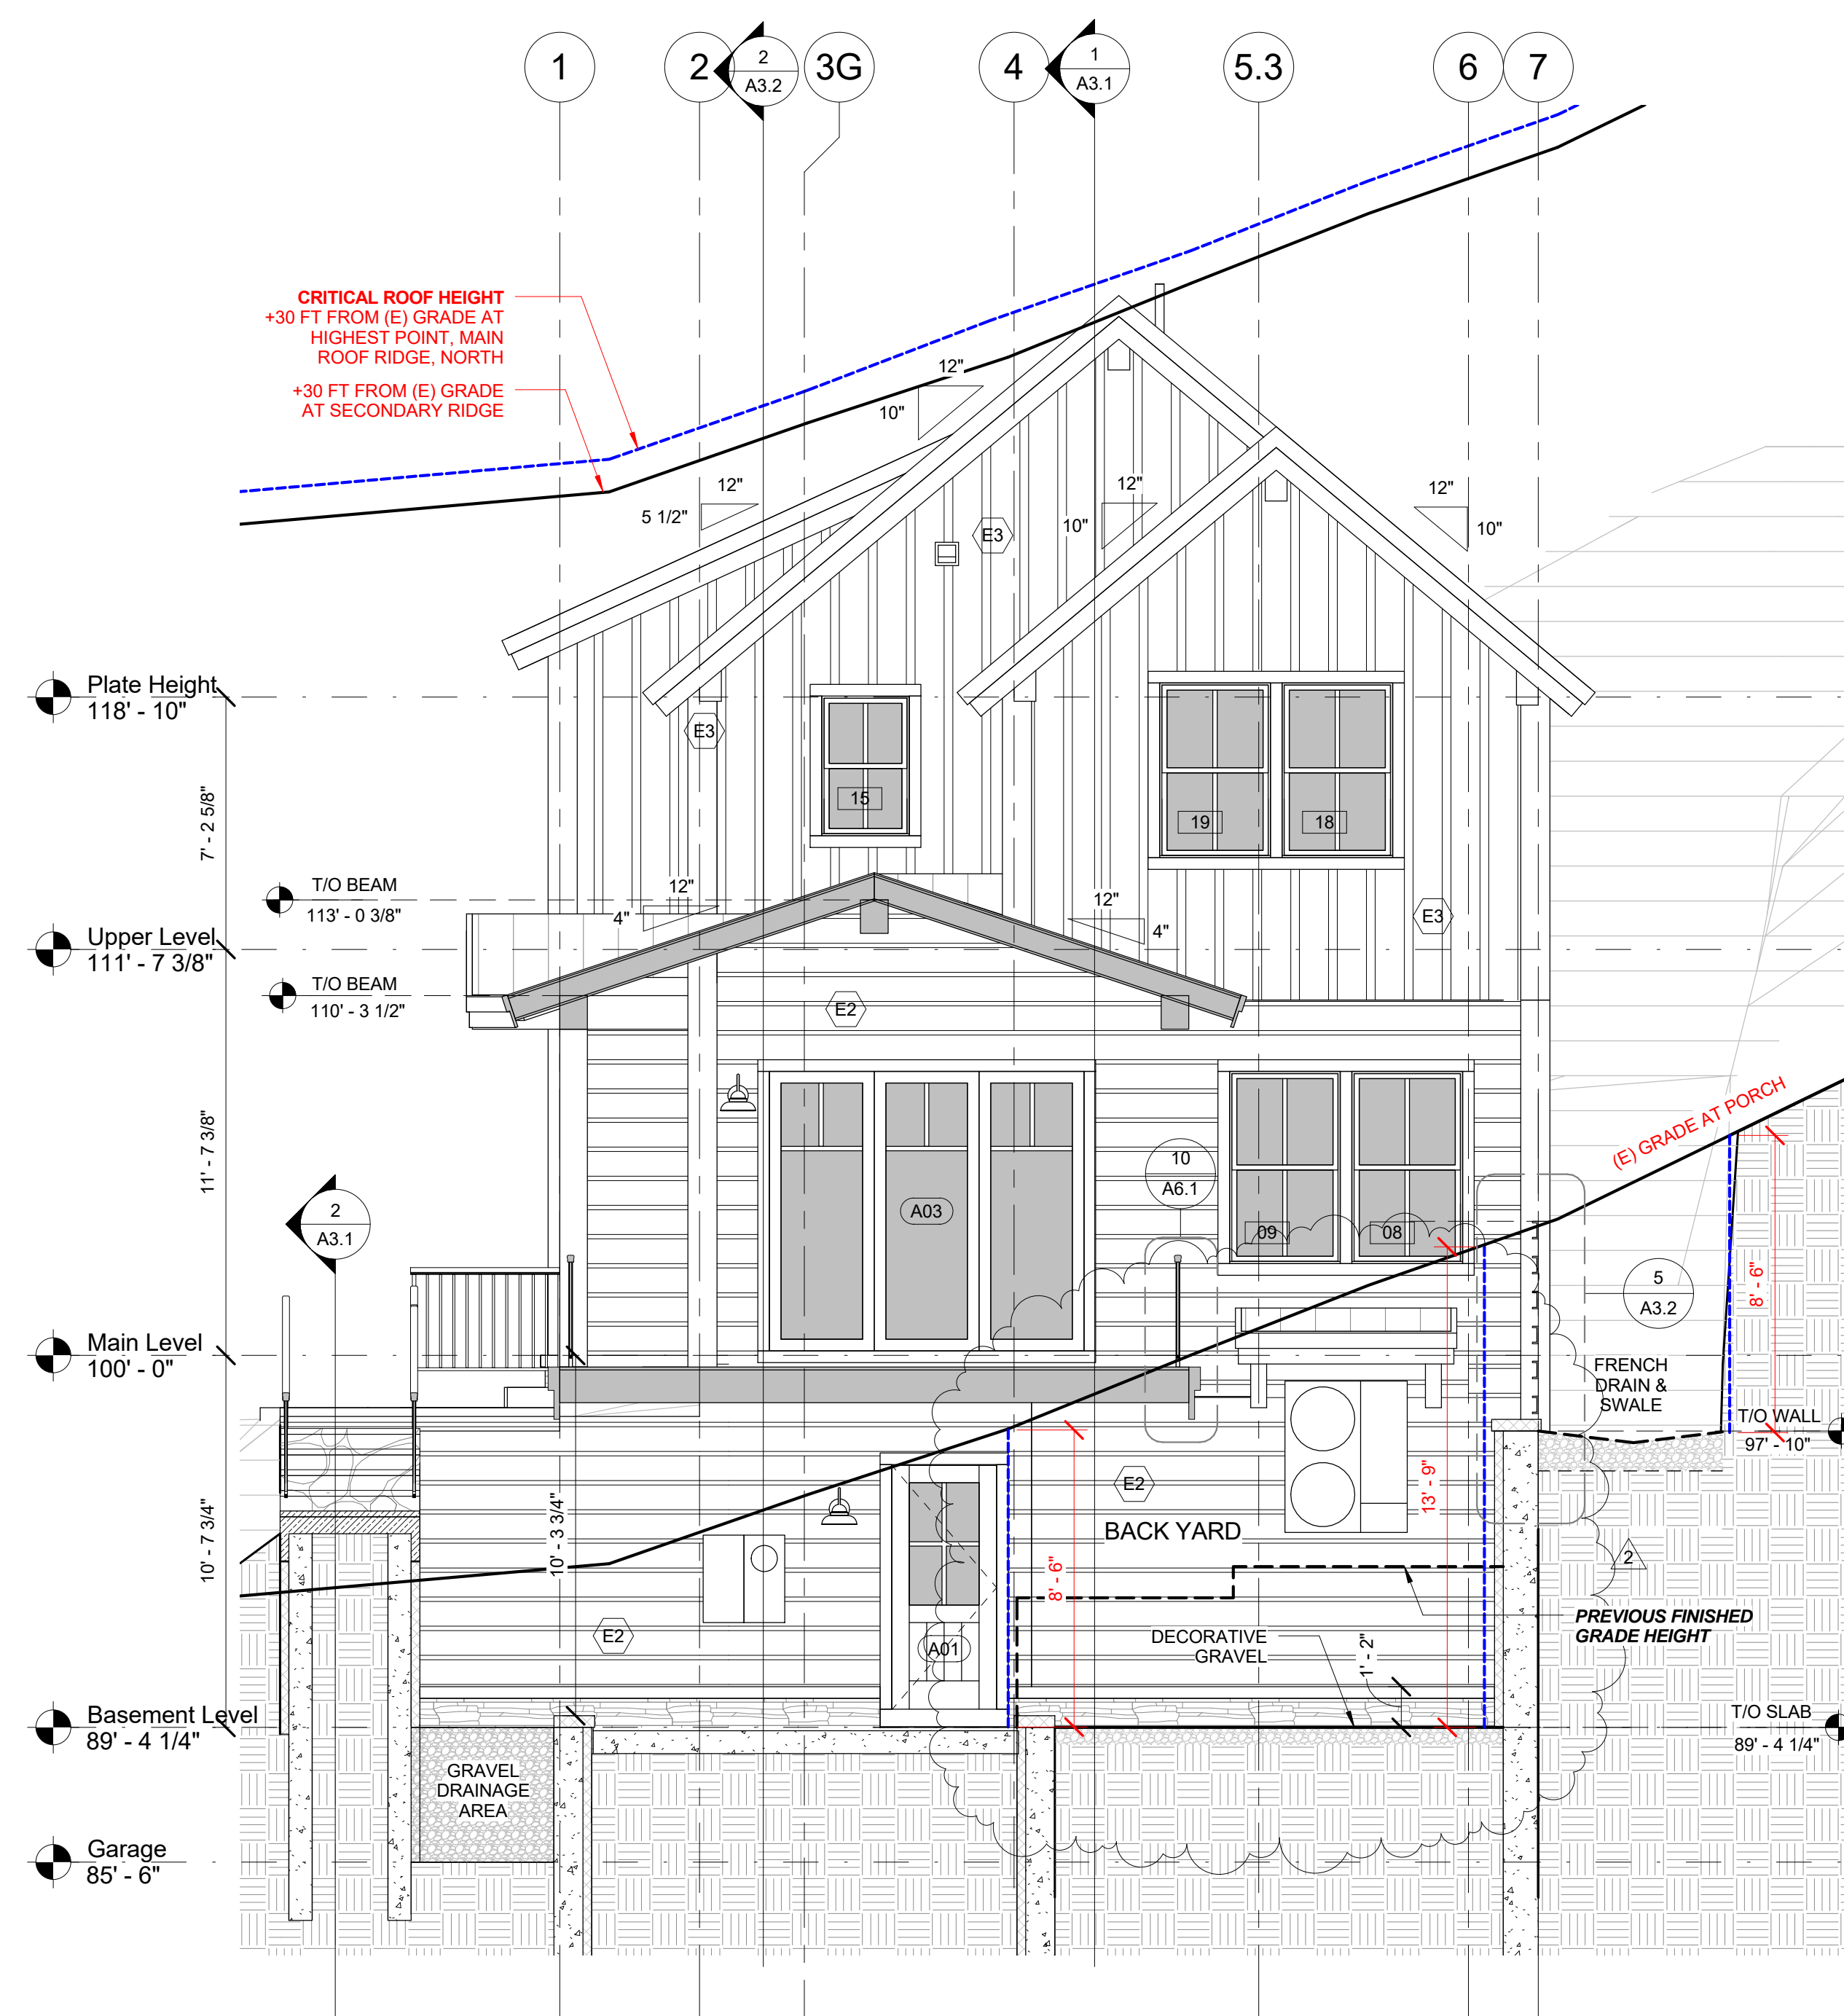 1
2
2
A3.2
3G
4
1
A3.1
5.3
6
7
CRITICAL ROOF HEIGHT
+30 FT FROM (E) GRADE AT
HIGHEST POINT, MAIN
ROOF RIDGE, NORTH
+30 FT FROM (E) GRADE
AT SECONDARY RIDGE
12"
10"
12"
5 1/2"
12"
10"
12"
10"
E3
Plate Height
118' - 10"
E3
15
19
18
7' - 2 5/8"
T/O BEAM
113' - 0 3/8"
12"
4"
12"
4"
E3
Upper Level
111' - 7 3/8"
T/O BEAM
110' - 3 1/2"
E2
(E) GRADE AT PORCH
11' - 7 3/8"
10
A6.1
A03
2
A3.1
09
08
5
A3.2
8' - 6"
Main Level
100' - 0"
FRENCH
DRAIN &
SWALE
T/O WALL
97' - 10"
E2
13' - 9"
10' - 7 3/4"
10' - 3 3/4"
BACK YARD
8' - 6"
2
PREVIOUS FINISHED
GRADE HEIGHT
E2
A01
DECORATIVE
GRAVEL
1' - 2"
Basement Level
89' - 4 1/4"
T/O SLAB
89' - 4 1/4"
GRAVEL
DRAINAGE
AREA
Garage
85' - 6"